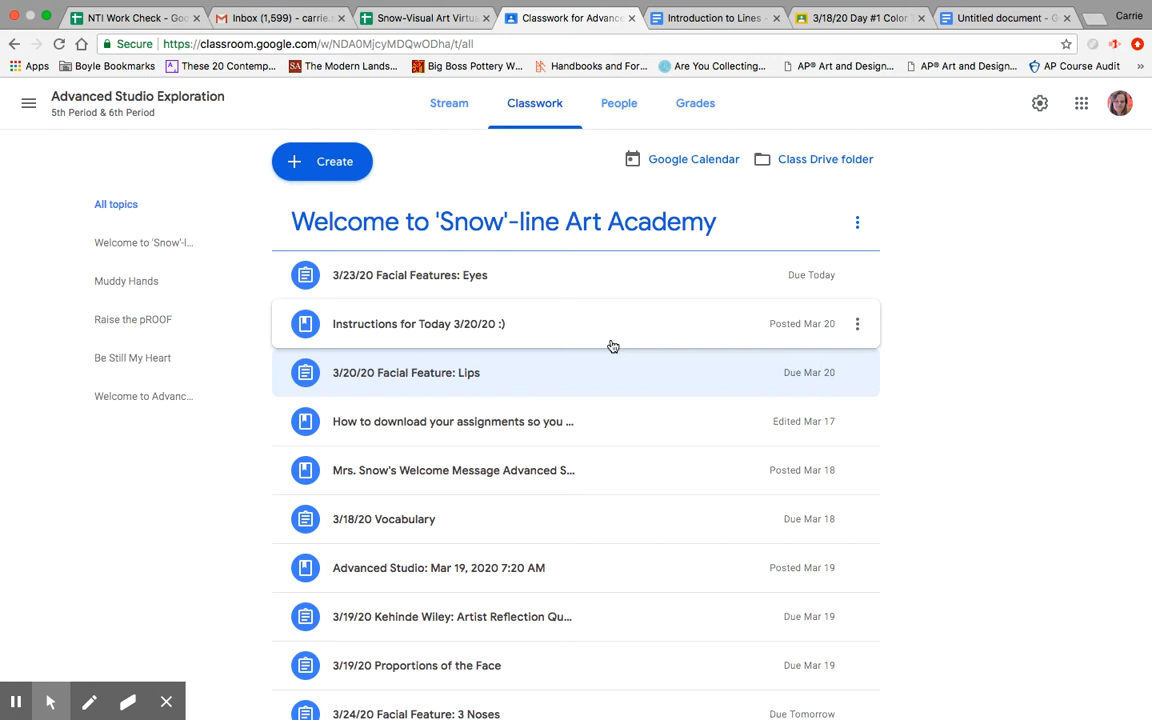 NTI Work Check - Goo
Inbox (1,599) - carrie.
Snow-Visual Art Virtu
Classwork for Advance
Introduction to Lines -
3/18/20 Day #1 Color
Untitled document - G
Carrie
Secure
https://classroom.google.com/w/NDA0MjcyMDQwODha/t/all
Apps
Boyle Bookmarks
These 20 Contemp...
The Modern Lands...
Big Boss Pottery W...
Handbooks and For...
Are You Collecting...
AP® Art and Design...
AP® Art and Design...
AP Course Audit
»
Advanced Studio Exploration
5th Period & 6th Period
Stream
Classwork
People
Grades
Create
Google Calendar
Class Drive folder
All topics
Welcome to 'Snow'-l...
Muddy Hands
Raise the pROOF
Be Still My Heart
Welcome to Advanc...
Welcome to 'Snow'-line Art Academy
3/23/20 Facial Features: Eyes
Due Today
Instructions for Today 3/20/20 :)
Posted Mar 20
3/20/20 Facial Feature: Lips
Due Mar 20
How to download your assignments so you ...
Edited Mar 17
Mrs. Snow's Welcome Message Advanced S...
Posted Mar 18
3/18/20 Vocabulary
Due Mar 18
Advanced Studio: Mar 19, 2020 7:20 AM
Posted Mar 19
3/19/20 Kehinde Wiley: Artist Reflection Qu...
Due Mar 19
3/19/20 Proportions of the Face
Due Mar 19
3/24/20 Facial Feature: 3 Noses
Due Tomorrow